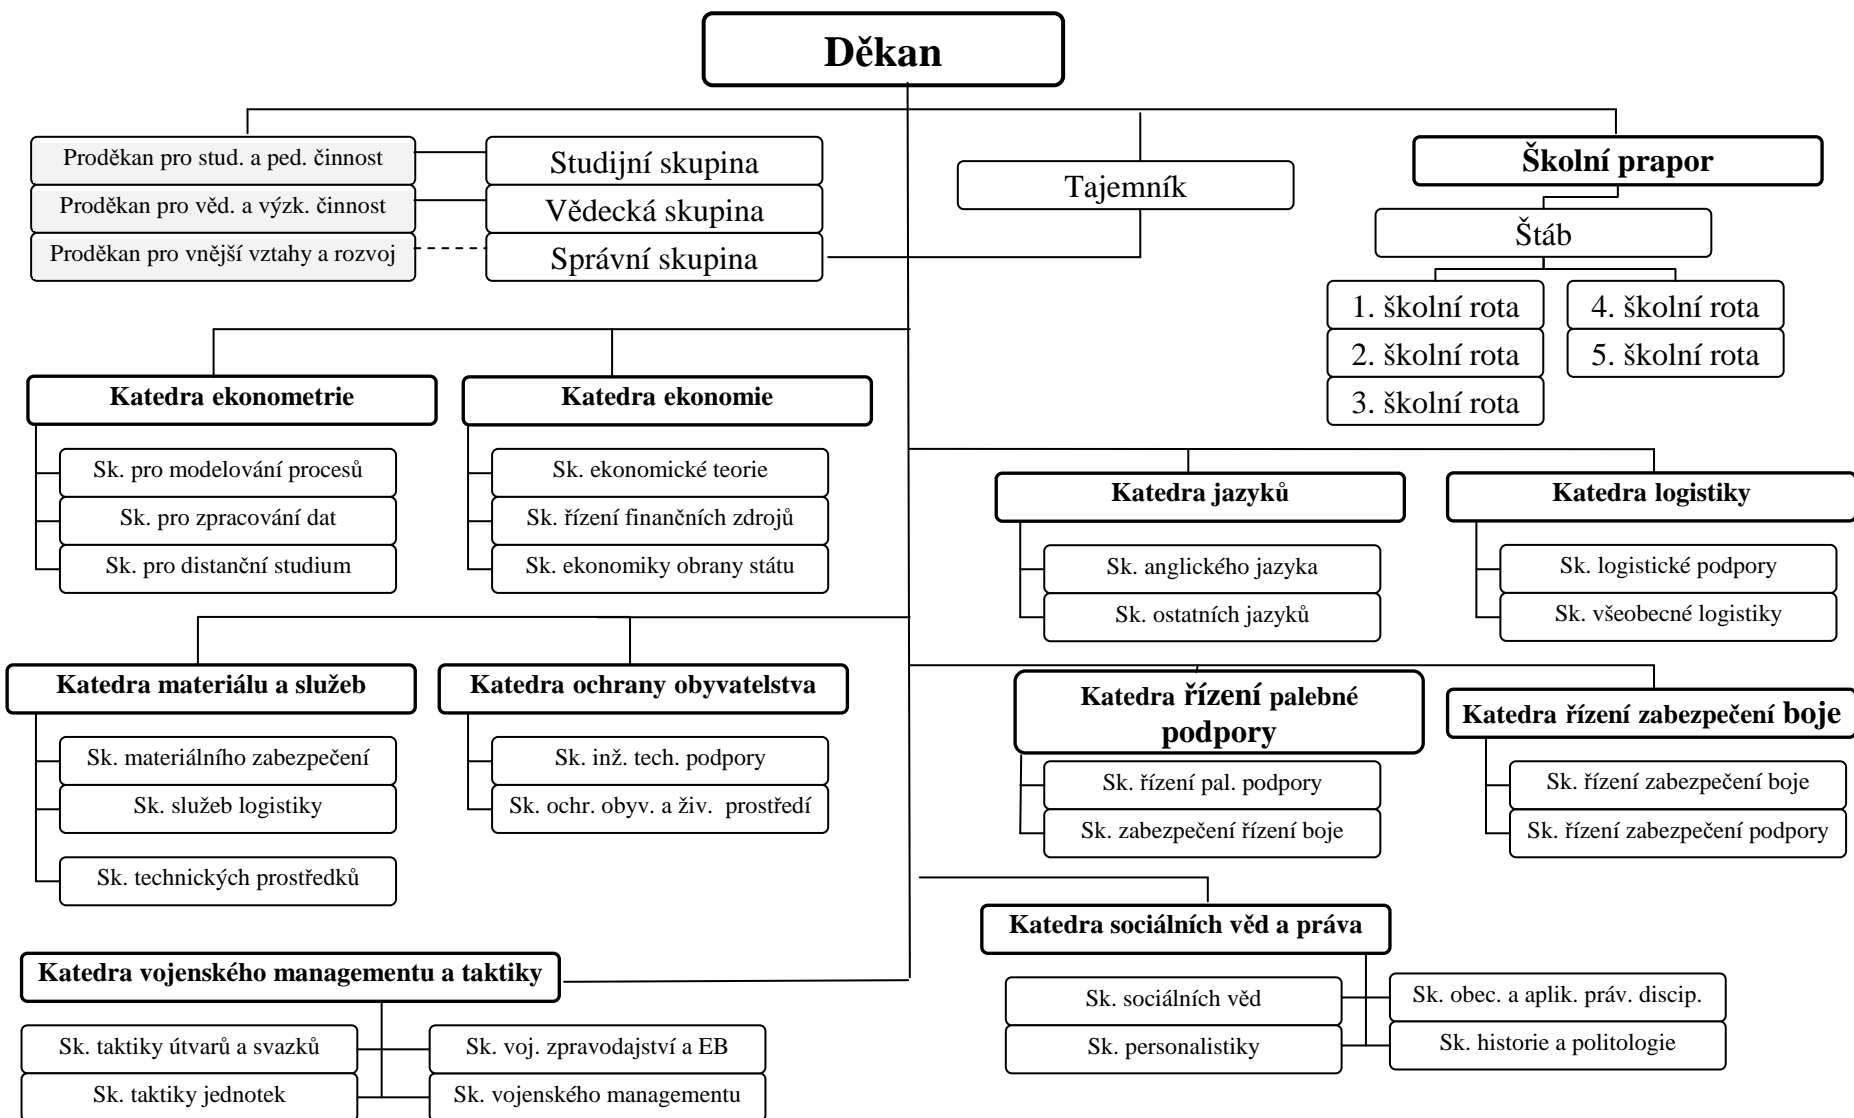 Děkan
Proděkan pro stud. a ped. činnost
Studijní skupina
Proděkan pro věd. a výzk. činnost
Vědecká skupina
Proděkan pro vnější vztahy a rozvoj
Správní skupina
Tajemník
Školní prapor
Štáb
1. školní rota
2. školní rota
3. školní rota
4. školní rota
5. školní rota
Katedra ekonometrie
Sk. pro modelování procesů
Sk. pro zpracování dat
Sk. pro distanční studium
Katedra ekonomie
Sk. ekonomické teorie
Sk. řízení finančních zdrojů
Sk. ekonomiky obrany státu
Katedra jazyků
Sk. anglického jazyka
Sk. ostatních jazyků
Katedra logistiky
Sk. logistické podpory
Sk. všeobecné logistiky
Katedra materiálu a služeb
Sk. materiálního zabezpečení
Sk. služeb logistiky
Sk. technických prostředků
Katedra ochrany obyvatelstva
Sk. inž. tech. podpory
Sk. ochr. obyv. a živ. prostředí
Katedra řízení palebné
podpory
Sk. řízení pal. podpory
Sk. zabezpečení řízení boje
Katedra řízení zabezpečení boje
Sk. řízení zabezpečení boje
Sk. řízení zabezpečení podpory
Katedra sociálních věd a práva
Sk. sociálních věd
Sk. personalistiky
Sk. obec. a aplik. práv. discip.
Sk. historie a politologie
Katedra vojenského managementu a taktiky
Sk. taktiky útvarů a svazků
Sk. taktiky jednotek
Sk. voj. zpravodajství a EB
Sk. vojenského managementu